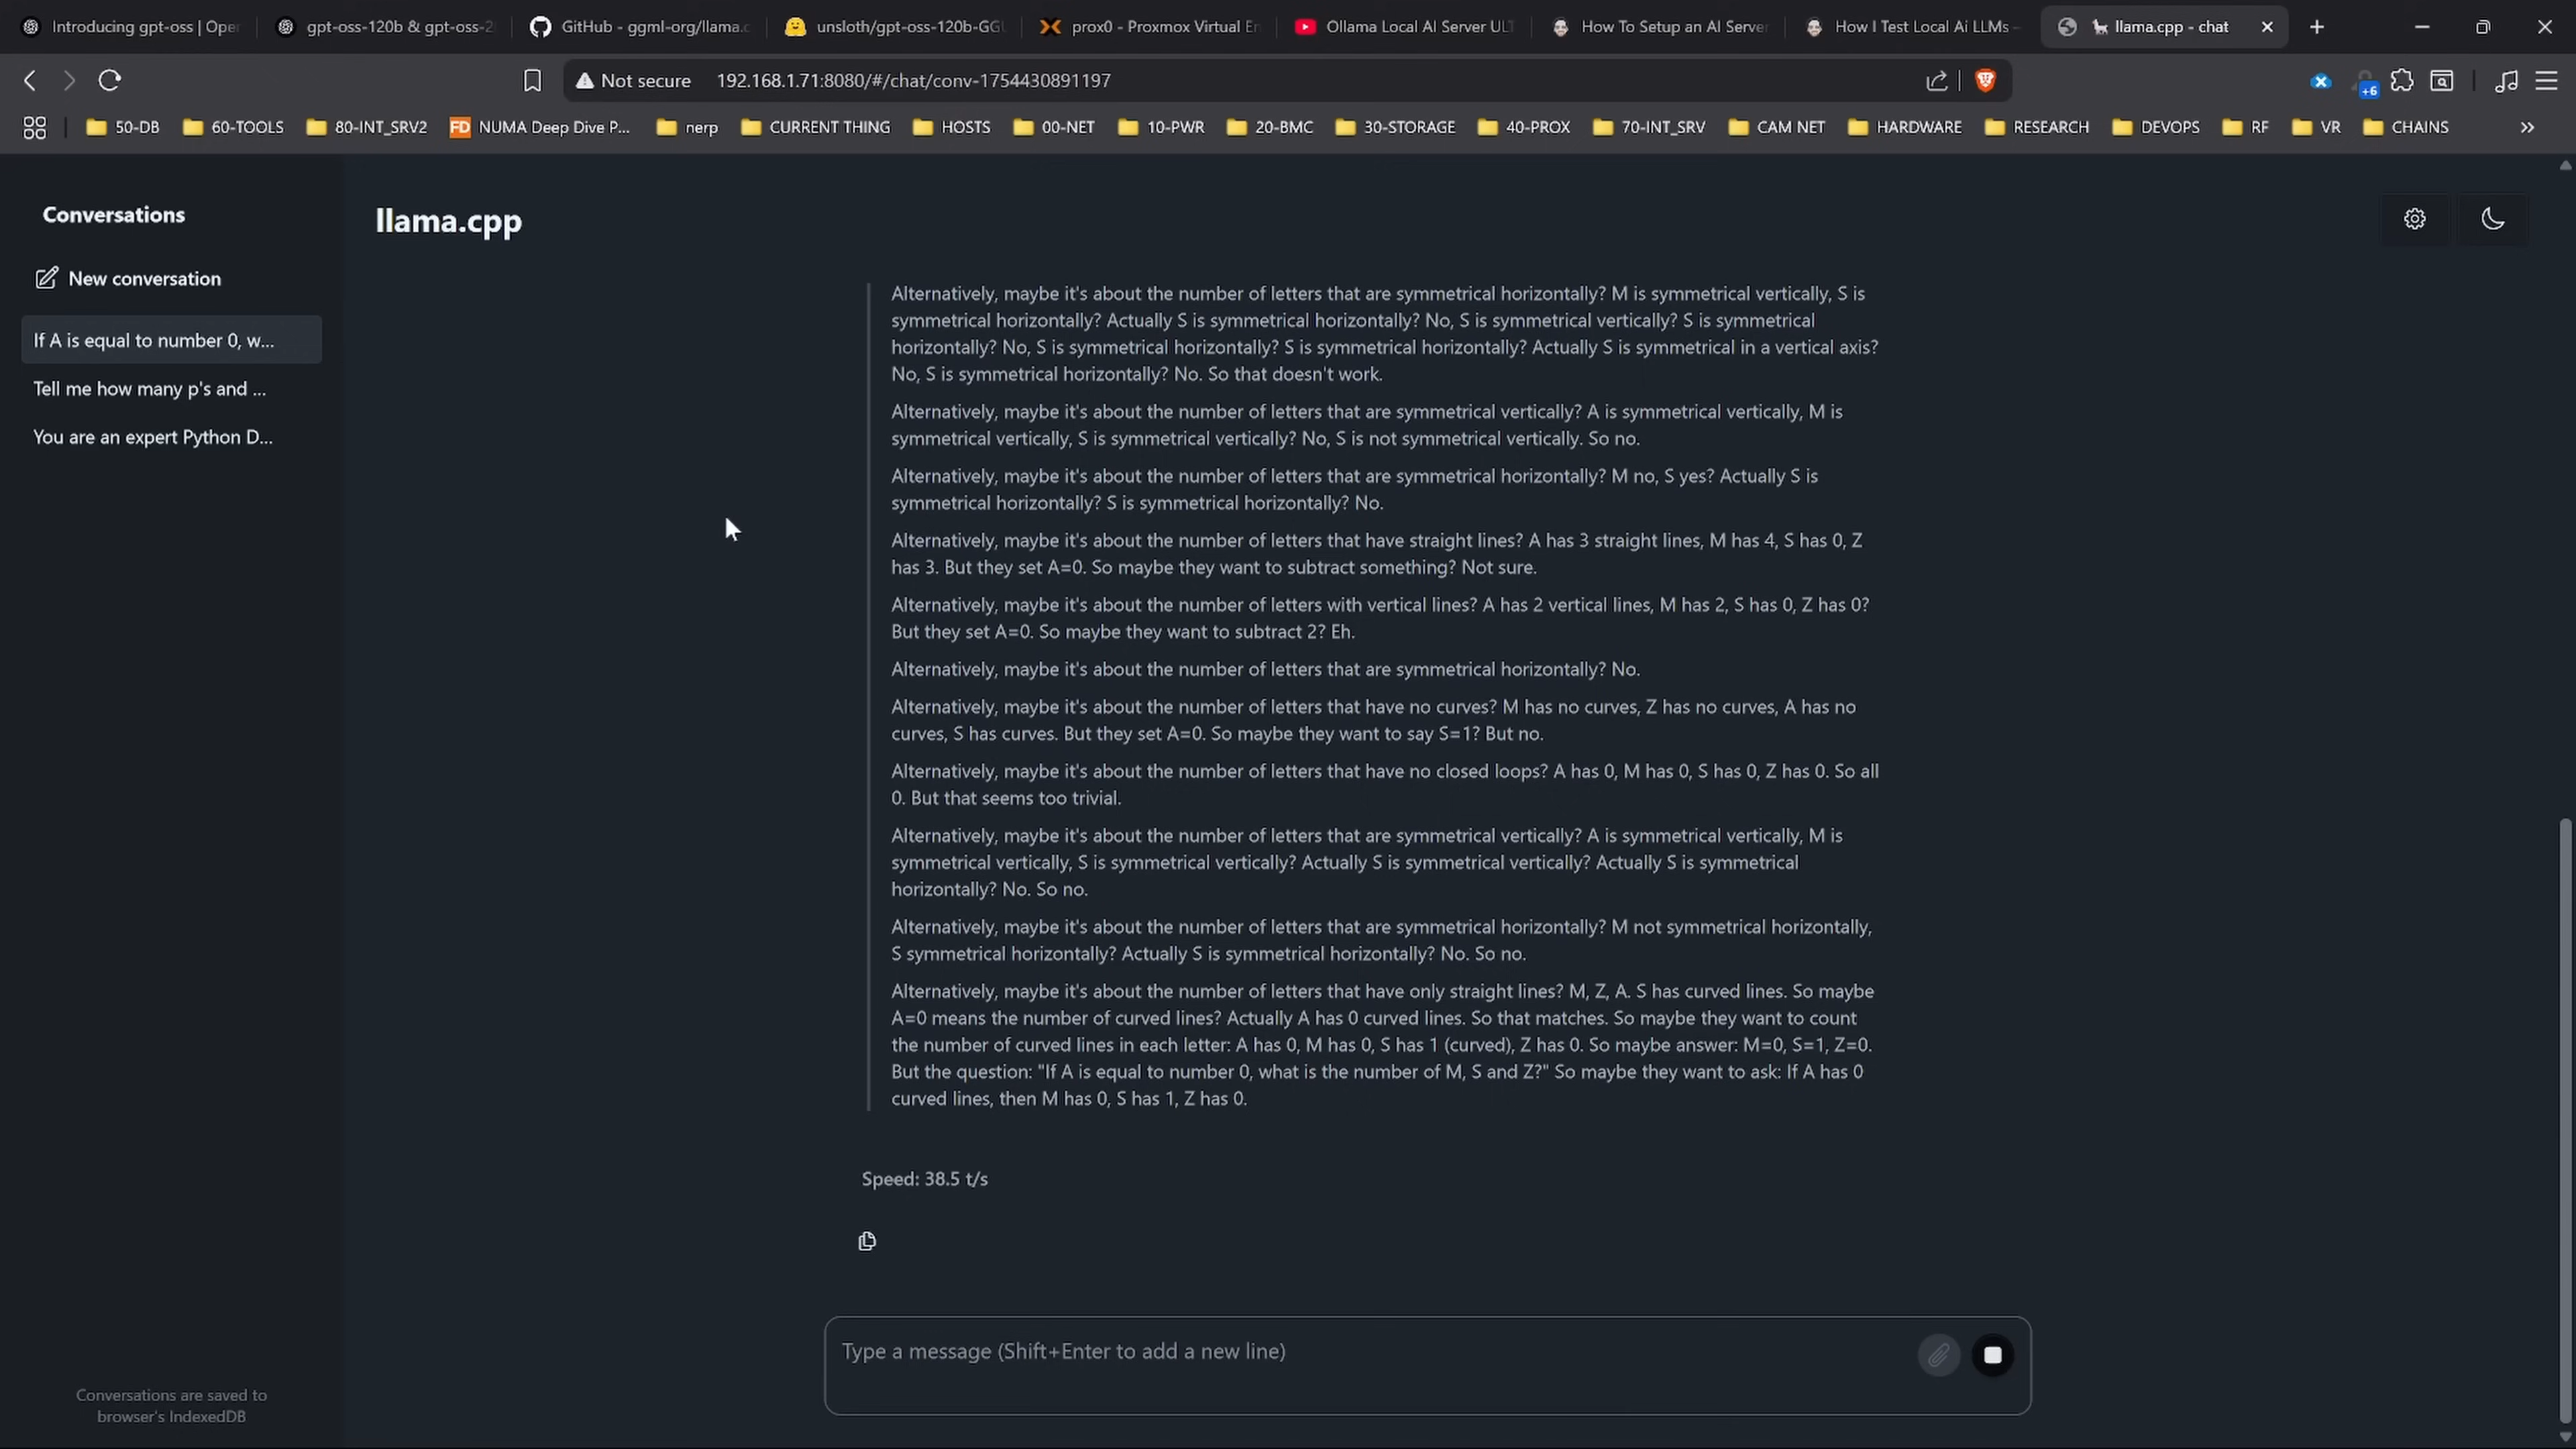 Introducing gpt-oss | Open
gpt-oss-120b & gpt-oss-2
GitHub - ggml-org/llama.c
unsloth/gpt-oss-120b-GGU
prox0 - Proxmox Virtual En
Ollama Local AI Server ULT
How To Setup an AI Server
How I Test Local Ai LLMs –
llama.cpp - chat
Not secure 192.168.1.71:8080/#/chat/conv-1754430891197
+6
50-DB
60-TOOLS
80-INT_SRV2
FD NUMA Deep Dive P...
nerp
CURRENT THING
HOSTS
00-NET
10-PWR
20-BMC
30-STORAGE
40-PROX
70-INT_SRV
CAM NET
HARDWARE
RESEARCH
DEVOPS
RF
VR
CHAINS
Conversations
New conversation
If A is equal to number 0, w...
Tell me how many p's and ...
You are an expert Python D...
Conversations are saved to
browser's IndexedDB
llama.cpp
Alternatively, maybe it's about the number of letters that are symmetrical horizontally? M is symmetrical vertically, S is
symmetrical horizontally? Actually S is symmetrical horizontally? No, S is symmetrical vertically? S is symmetrical
horizontally? No, S is symmetrical horizontally? S is symmetrical horizontally? Actually S is symmetrical in a vertical axis?
No, S is symmetrical horizontally? No. So that doesn't work.
Alternatively, maybe it's about the number of letters that are symmetrical vertically? A is symmetrical vertically, M is
symmetrical vertically, S is symmetrical vertically? No, S is not symmetrical vertically. So no.
Alternatively, maybe it's about the number of letters that are symmetrical horizontally? M no, S yes? Actually S is
symmetrical horizontally? S is symmetrical horizontally? No.
Alternatively, maybe it's about the number of letters that have straight lines? A has 3 straight lines, M has 4, S has 0, Z
has 3. But they set A=0. So maybe they want to subtract something? Not sure.
Alternatively, maybe it's about the number of letters with vertical lines? A has 2 vertical lines, M has 2, S has 0, Z has 0?
But they set A=0. So maybe they want to subtract 2? Eh.
Alternatively, maybe it's about the number of letters that are symmetrical horizontally? No.
Alternatively, maybe it's about the number of letters that have no curves? M has no curves, Z has no curves, A has no
curves, S has curves. But they set A=0. So maybe they want to say S=1? But no.
Alternatively, maybe it's about the number of letters that have no closed loops? A has 0, M has 0, S has 0, Z has 0. So all
0. But that seems too trivial.
Alternatively, maybe it's about the number of letters that are symmetrical vertically? A is symmetrical vertically, M is
symmetrical vertically, S is symmetrical vertically? Actually S is symmetrical vertically? Actually S is symmetrical
horizontally? No. So no.
Alternatively, maybe it's about the number of letters that are symmetrical horizontally? M not symmetrical horizontally,
S symmetrical horizontally? Actually S is symmetrical horizontally? No. So no.
Alternatively, maybe it's about the number of letters that have only straight lines? M, Z, A. S has curved lines. So maybe
A=0 means the number of curved lines? Actually A has 0 curved lines. So that matches. So maybe they want to count
the number of curved lines in each letter: A has 0, M has 0, S has 1 (curved), Z has 0. So maybe answer: M=0, S=1, Z=0.
But the question: "If A is equal to number 0, what is the number of M, S and Z?" So maybe they want to ask: If A has 0
curved lines, then M has 0, S has 1, Z has 0.
Speed: 38.5 t/s
Type a message (Shift+Enter to add a new line)